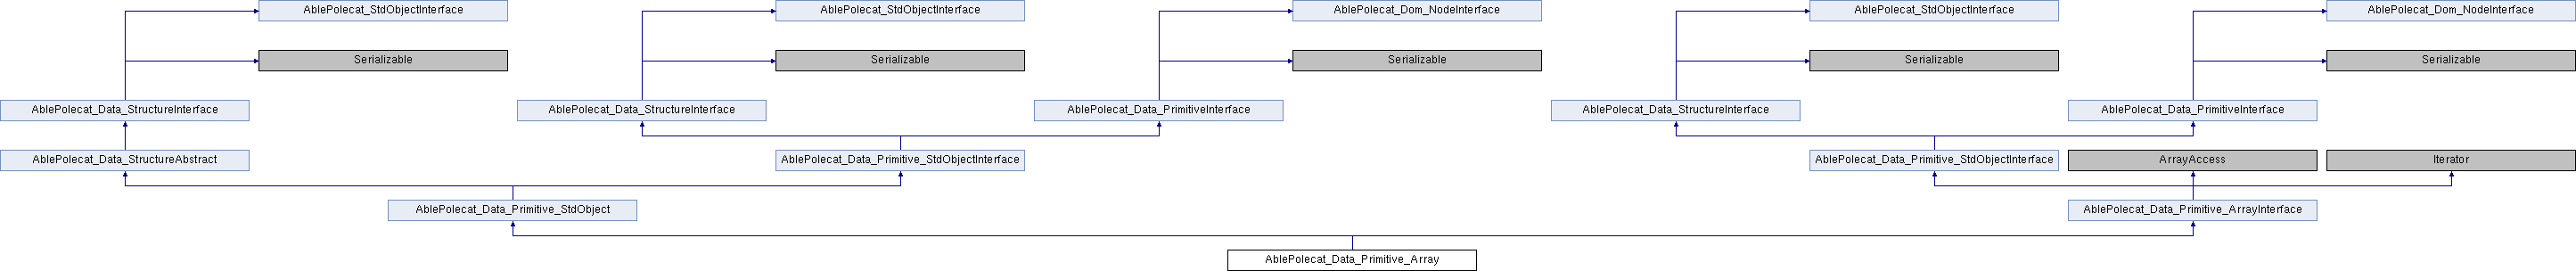 AblePolecat_StdObjectInterface
AblePolecat_StdObjectInterface
AblePolecat_Dom_NodeInterface
AblePolecat_StdObjectInterface
AblePolecat_Dom_NodeInterface
Serializable
Serializable
Serializable
Serializable
Serializable
AblePolecat_Data_StructureInterface
AblePolecat_Data_StructureInterface
AblePolecat_Data_PrimitiveInterface
AblePolecat_Data_StructureInterface
AblePolecat_Data_PrimitiveInterface
AblePolecat_Data_StructureAbstract
AblePolecat_Data_Primitive_StdObjectInterface
AblePolecat_Data_Primitive_StdObjectInterface
ArrayAccess
Iterator
AblePolecat_Data_Primitive_StdObject
AblePolecat_Data_Primitive_ArrayInterface
AblePolecat_Data_Primitive_Array